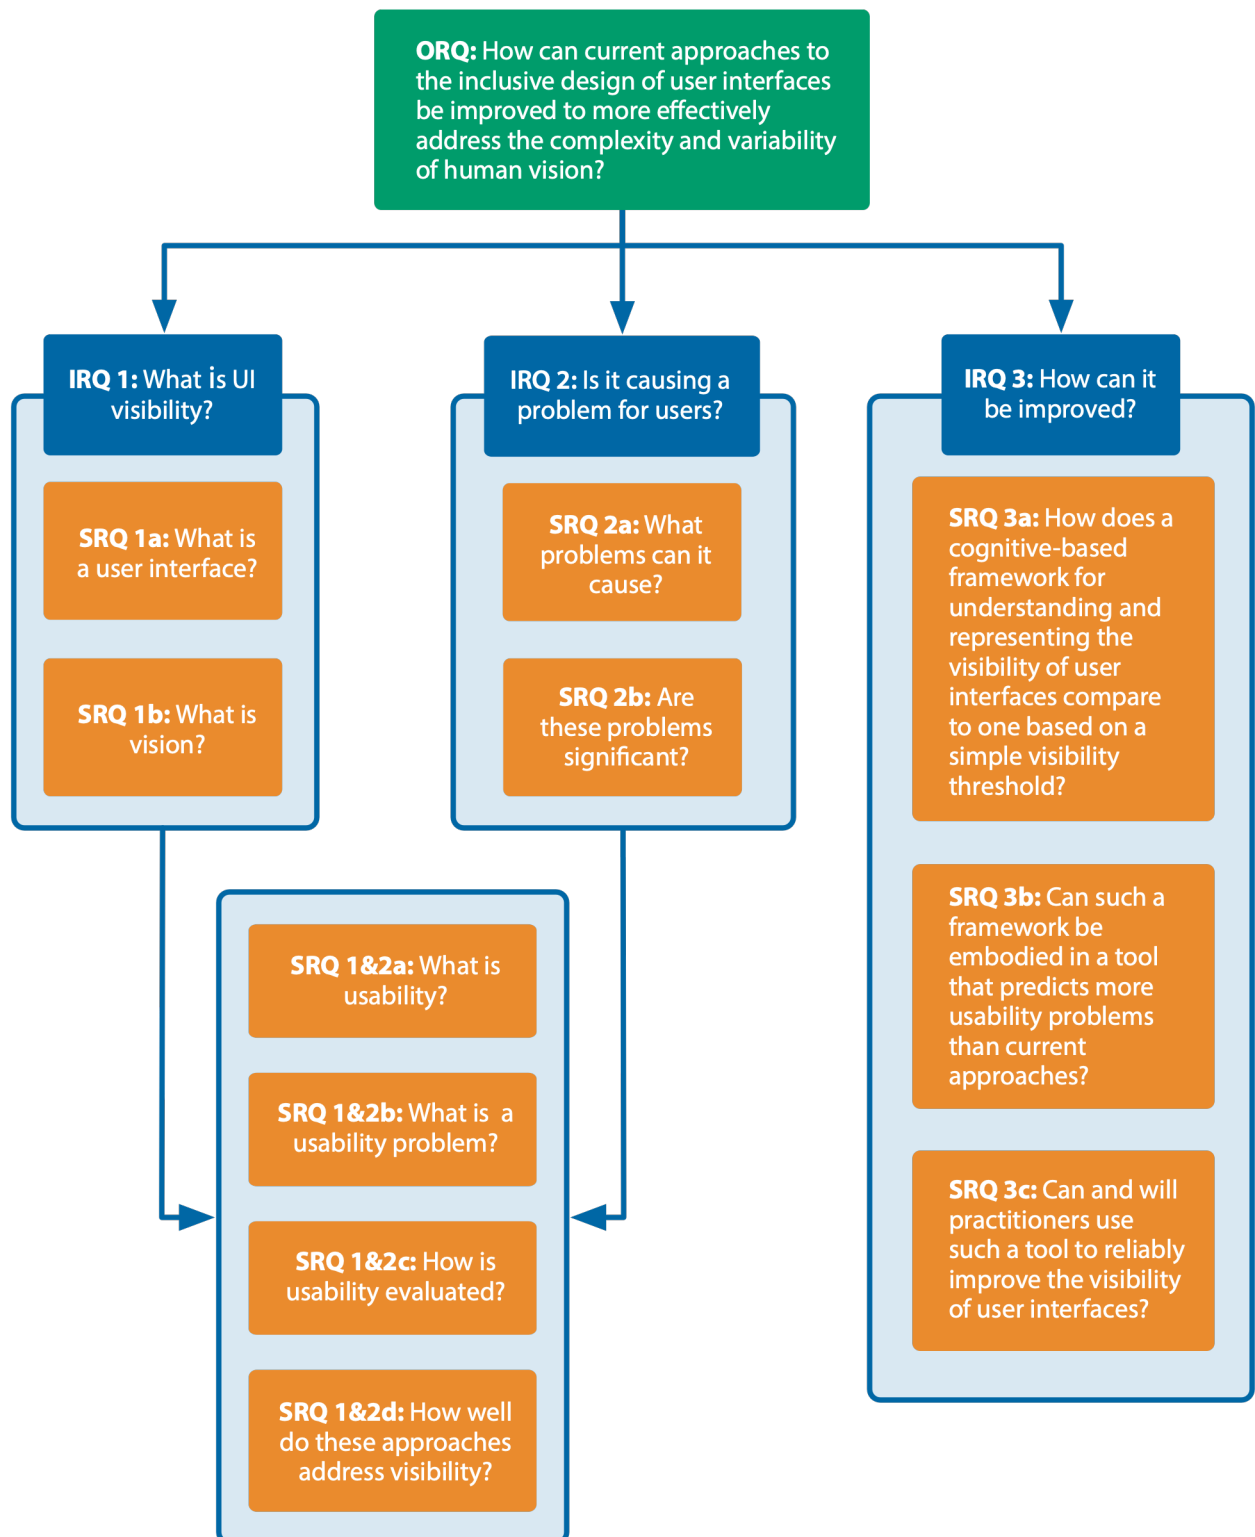 ORQ: How can current approaches to
the inclusive design of user interfaces
be improved to more effectively
address the complexity and variability
of human vision?
IRQ 1: What is UI
visibility?
SRQ 1a: What is
a user interface?
SRQ 1b: What is
vision?
IRQ 2: Is it causing a
problem for users?
SRQ 2a: What
problems can it
cause?
SRQ 2b: Are
these problems
significant?
SRQ 1&2a: What is
usability?
SRQ 1&2b: What is  a
usability problem?
SRQ 1&2c: How is
usability evaluated?
SRQ 1&2d: How well
do these approaches
address visibility?
IRQ 3: How can it
be improved?
SRQ 3a: How does a
cognitive-based
framework for
understanding and
representing the
visibility of user
interfaces compare
to one based on a
simple visibility
threshold?
SRQ 3b: Can such a
framework be
embodied in a tool
that predicts more
usability problems
than current
approaches?
SRQ 3c: Can and will
practitioners use
such a tool to reliably
improve the visibility
of user interfaces?